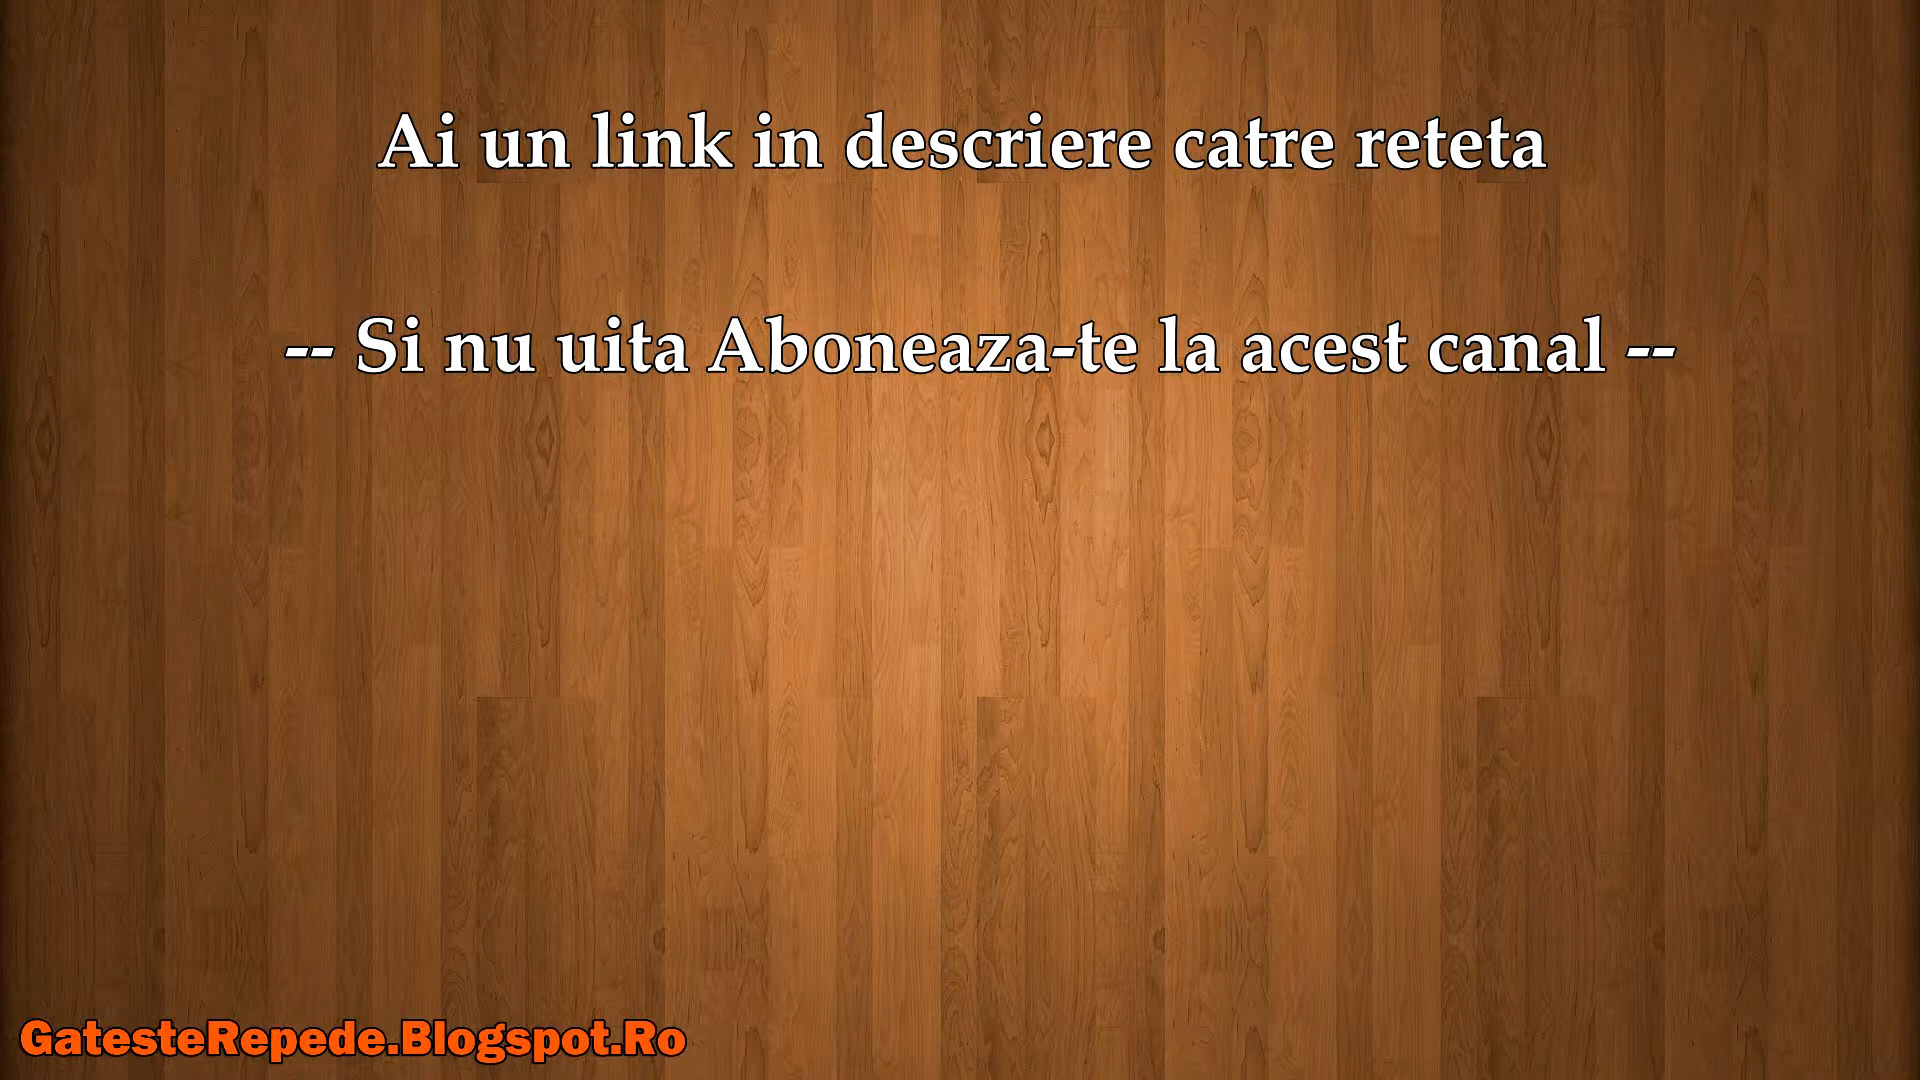 Ai un link in descriere catre reteta
-- Si nu uita Aboneaza-te la acest canal --
GatesteRepede.Blogspot.Ro